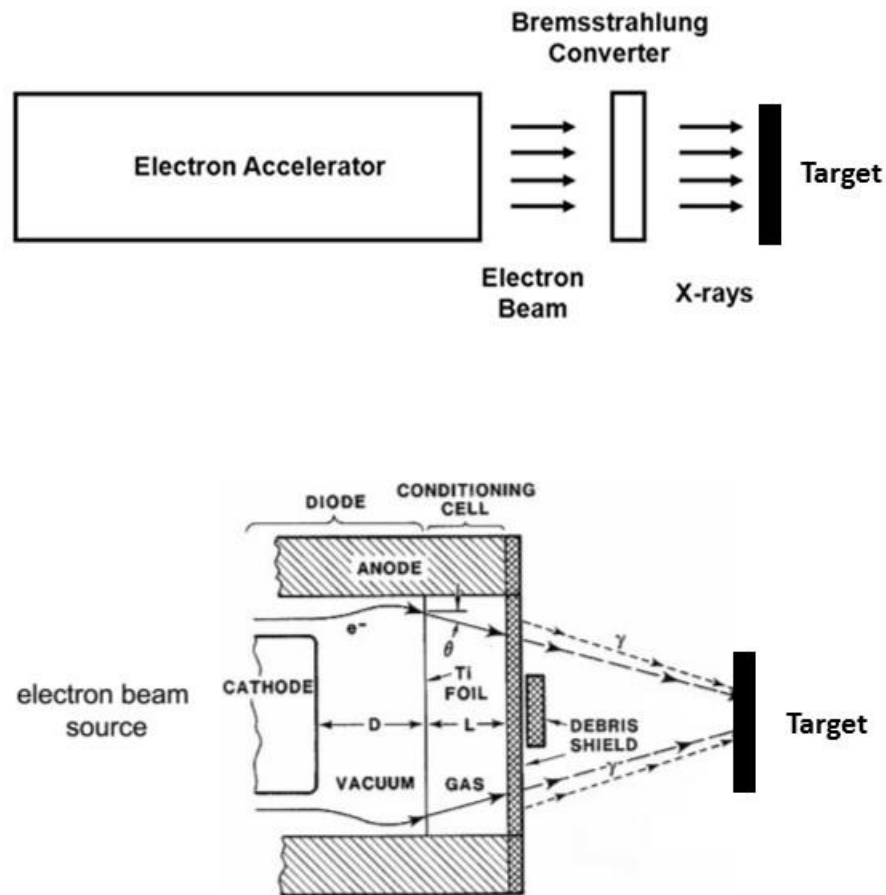 Bremsstrahlung
Converter
Electron Accelerator
Target
Electron
Beam
X-rays
DIODE
CONDITIONING
CELL
ANODE
e⁻
θ
γ
CATHODE
Ti
FOIL
electron beam
source
D
L
DEBRIS
SHIELD
Target
VACUUM
GAS
γ